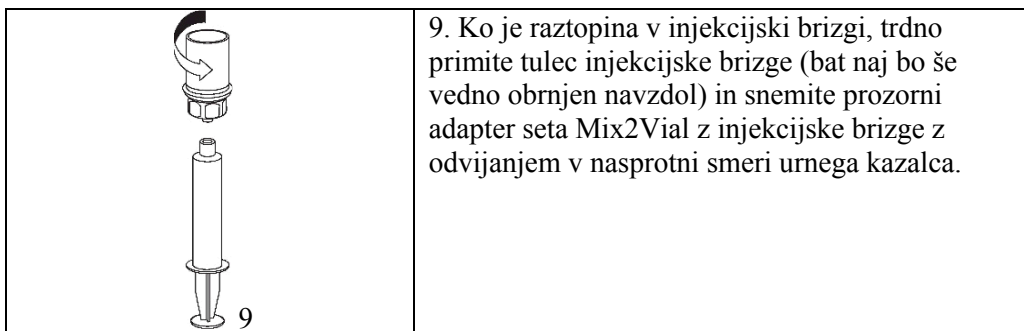 9. Ko je raztopina v injekcijski brizgi, trdno
primite tulec injekcijske brizge (bat naj bo še
vedno obrnjen navzdol) in snemite prozorni
adapter seta Mix2Vial z injekcijske brizge z
odvijanjem v nasprotni smeri urnega kazalca.
9